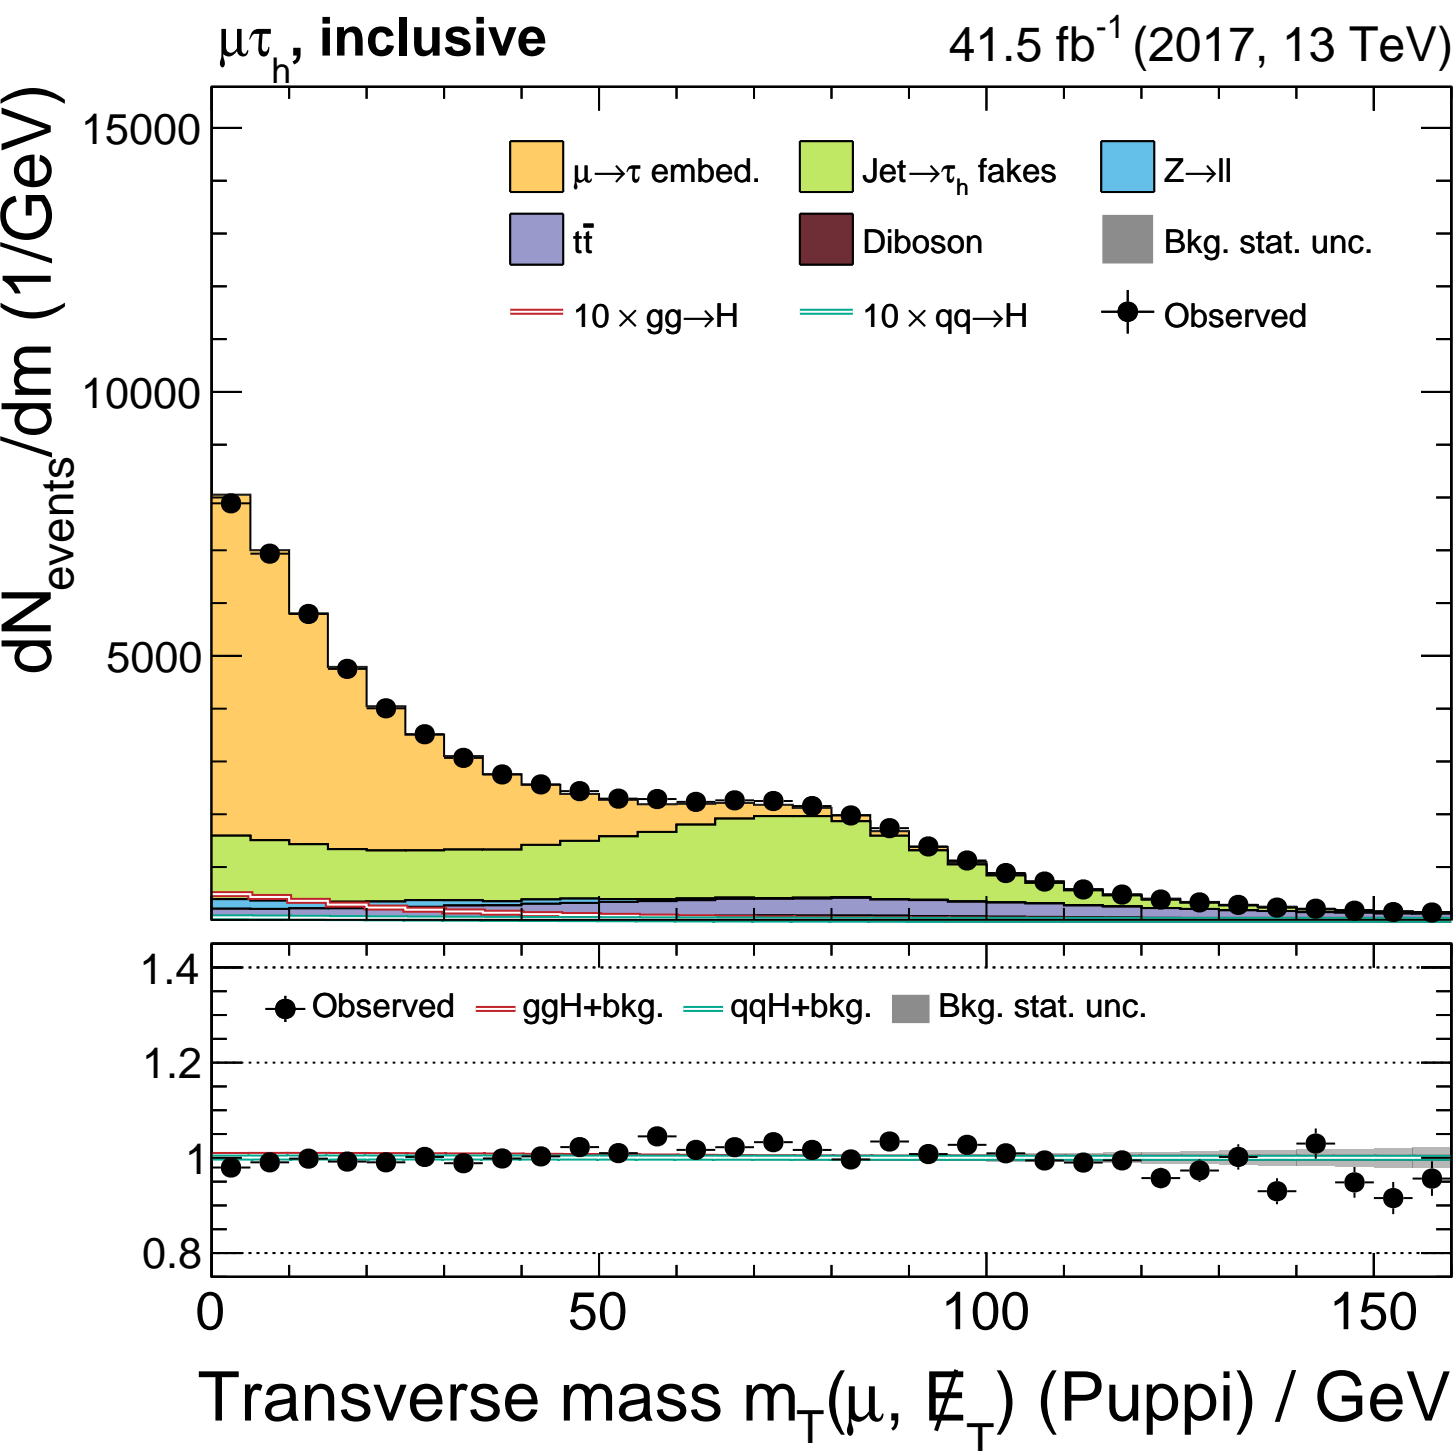 μτh, inclusive 41.5 fb-1 (2017, 13 TeV)
dNevents/dm (1/GeV)
15000
10000
5000
μ→τ embed. Jet→τh fakes Z→ll
tt̄ Diboson Bkg. stat. unc.
10 × gg→H 10 × qq→H Observed
1.4
1.2
1
0.8
Observed ggH+bkg. qqH+bkg. Bkg. stat. unc.
0 50 100 150
Transverse mass mT(μ, E̸T) (Puppi) / GeV